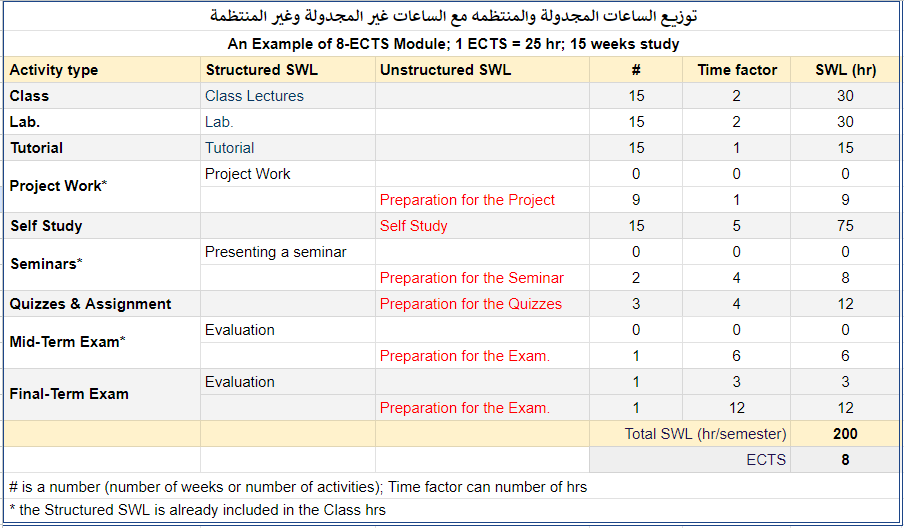 توزيع الساعات المجدولة والمنتظمه مع الساعات غير المجدولة وغير المنتظمة
An Example of 8-ECTS Module; 1 ECTS = 25 hr; 15 weeks study
Activity type Structured SWL Unstructured SWL # Time factor SWL (hr)
Class Class Lectures 15 2 30
Lab. Lab. 15 2 30
Tutorial Tutorial 15 1 15
Project Work*
Project Work 0 0 0
Preparation for the Project 9 1 9
Self Study Self Study 15 5 75
Seminars*
Presenting a seminar 0 0 0
Preparation for the Seminar 2 4 8
Quizzes & Assignment Preparation for the Quizzes 3 4 12
Mid-Term Exam*
Evaluation 0 0 0
Preparation for the Exam. 1 6 6
Final-Term Exam
Evaluation 1 3 3
Preparation for the Exam. 1 12 12
Total SWL (hr/semester) 200
ECTS 8
# is a number (number of weeks or number of activities); Time factor can number of hrs
* the Structured SWL is already included in the Class hrs